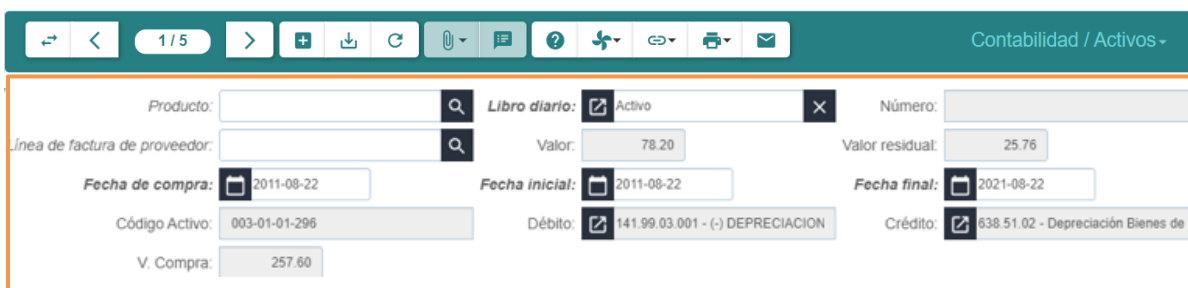 1 / 5 Contabilidad / Activos
Producto: Libro diario: Activo Número:
Línea de factura de proveedor: Valor: 78.20 Valor residual: 25.76
Fecha de compra: 2011-08-22 Fecha inicial: 2011-08-22 Fecha final: 2021-08-22
Código Activo: 003-01-01-296 Débito: 141.99.03.001 - (-) DEPRECIACION Crédito: 638.51.02 - Depreciación Bienes de
V. Compra: 257.60